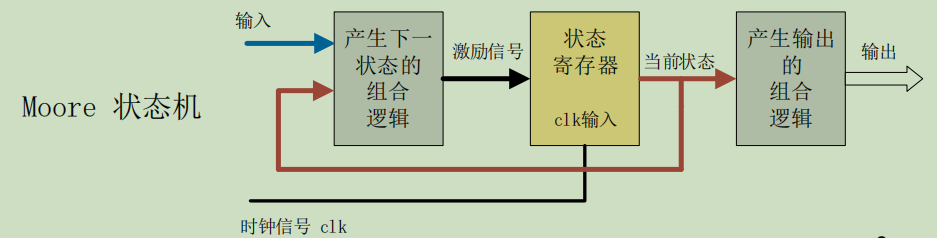 Moore 状态机
输入
产生下一
状态的
组合
逻辑
激励信号
状态
寄存器
clk输入
当前状态
产生输出
的
组合
逻辑
输出
时钟信号 clk